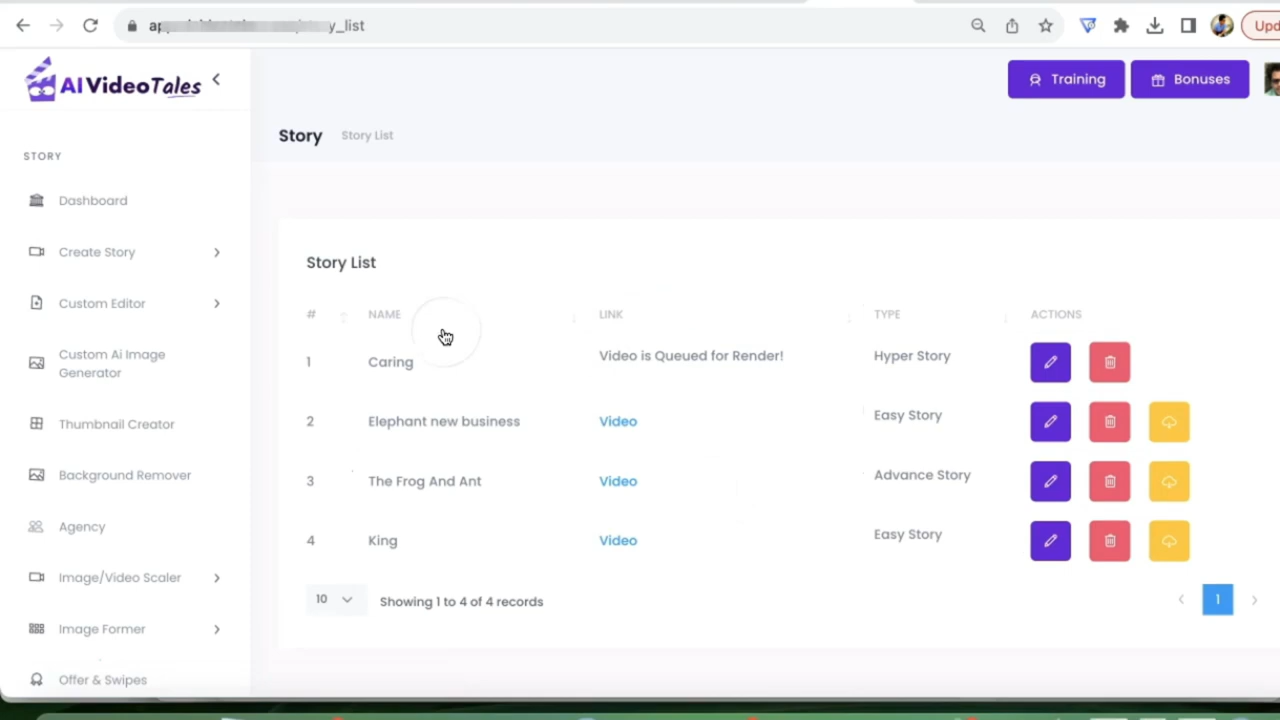 y_list
Upd
AIVideoTales
Training
Bonuses
Story
Story List
STORY
Dashboard
Create Story
Custom Editor
Custom Ai Image
Generator
Thumbnail Creator
Background Remover
Agency
Image/Video Scaler
Image Former
Offer & Swipes
Story List
# NAME LINK TYPE ACTIONS
1 Caring Video is Queued for Render! Hyper Story
2 Elephant new business Video Easy Story
3 The Frog And Ant Video Advance Story
4 King Video Easy Story
10 Showing 1 to 4 of 4 records 1